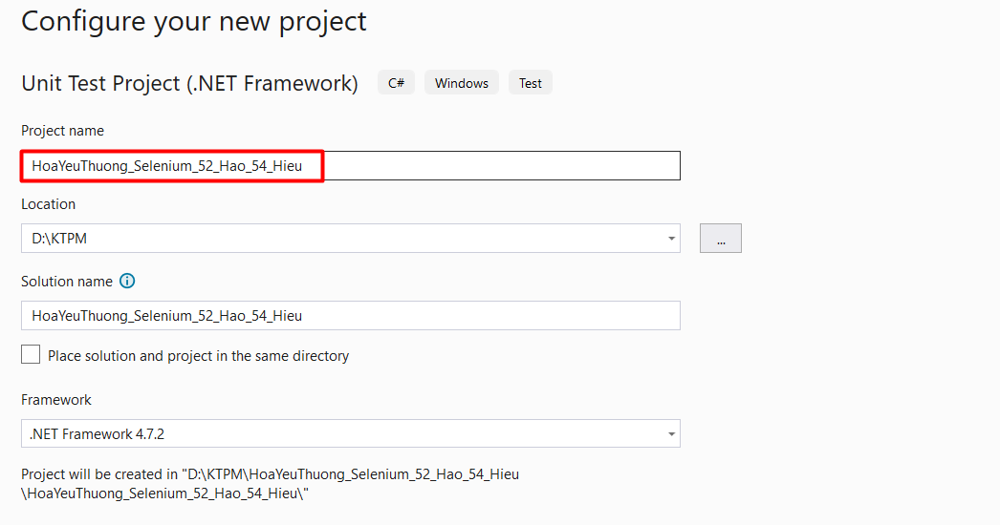 Configure your new project
Unit Test Project (.NET Framework) C# Windows Test
Project name
HoaYeuThuong_Selenium_52_Hao_54_Hieu
Location
D:\KTPM
...
Solution name
HoaYeuThuong_Selenium_52_Hao_54_Hieu
Place solution and project in the same directory
Framework
.NET Framework 4.7.2
Project will be created in "D:\KTPM\HoaYeuThuong_Selenium_52_Hao_54_Hieu
\HoaYeuThuong_Selenium_52_Hao_54_Hieu\"